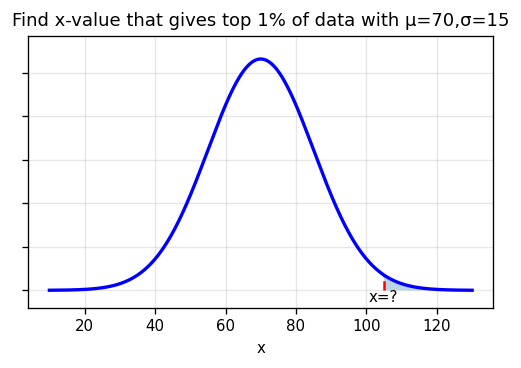 Find x-value that gives top 1% of data with μ=70,σ=15
x=?
20 40 60 80 100 120
x